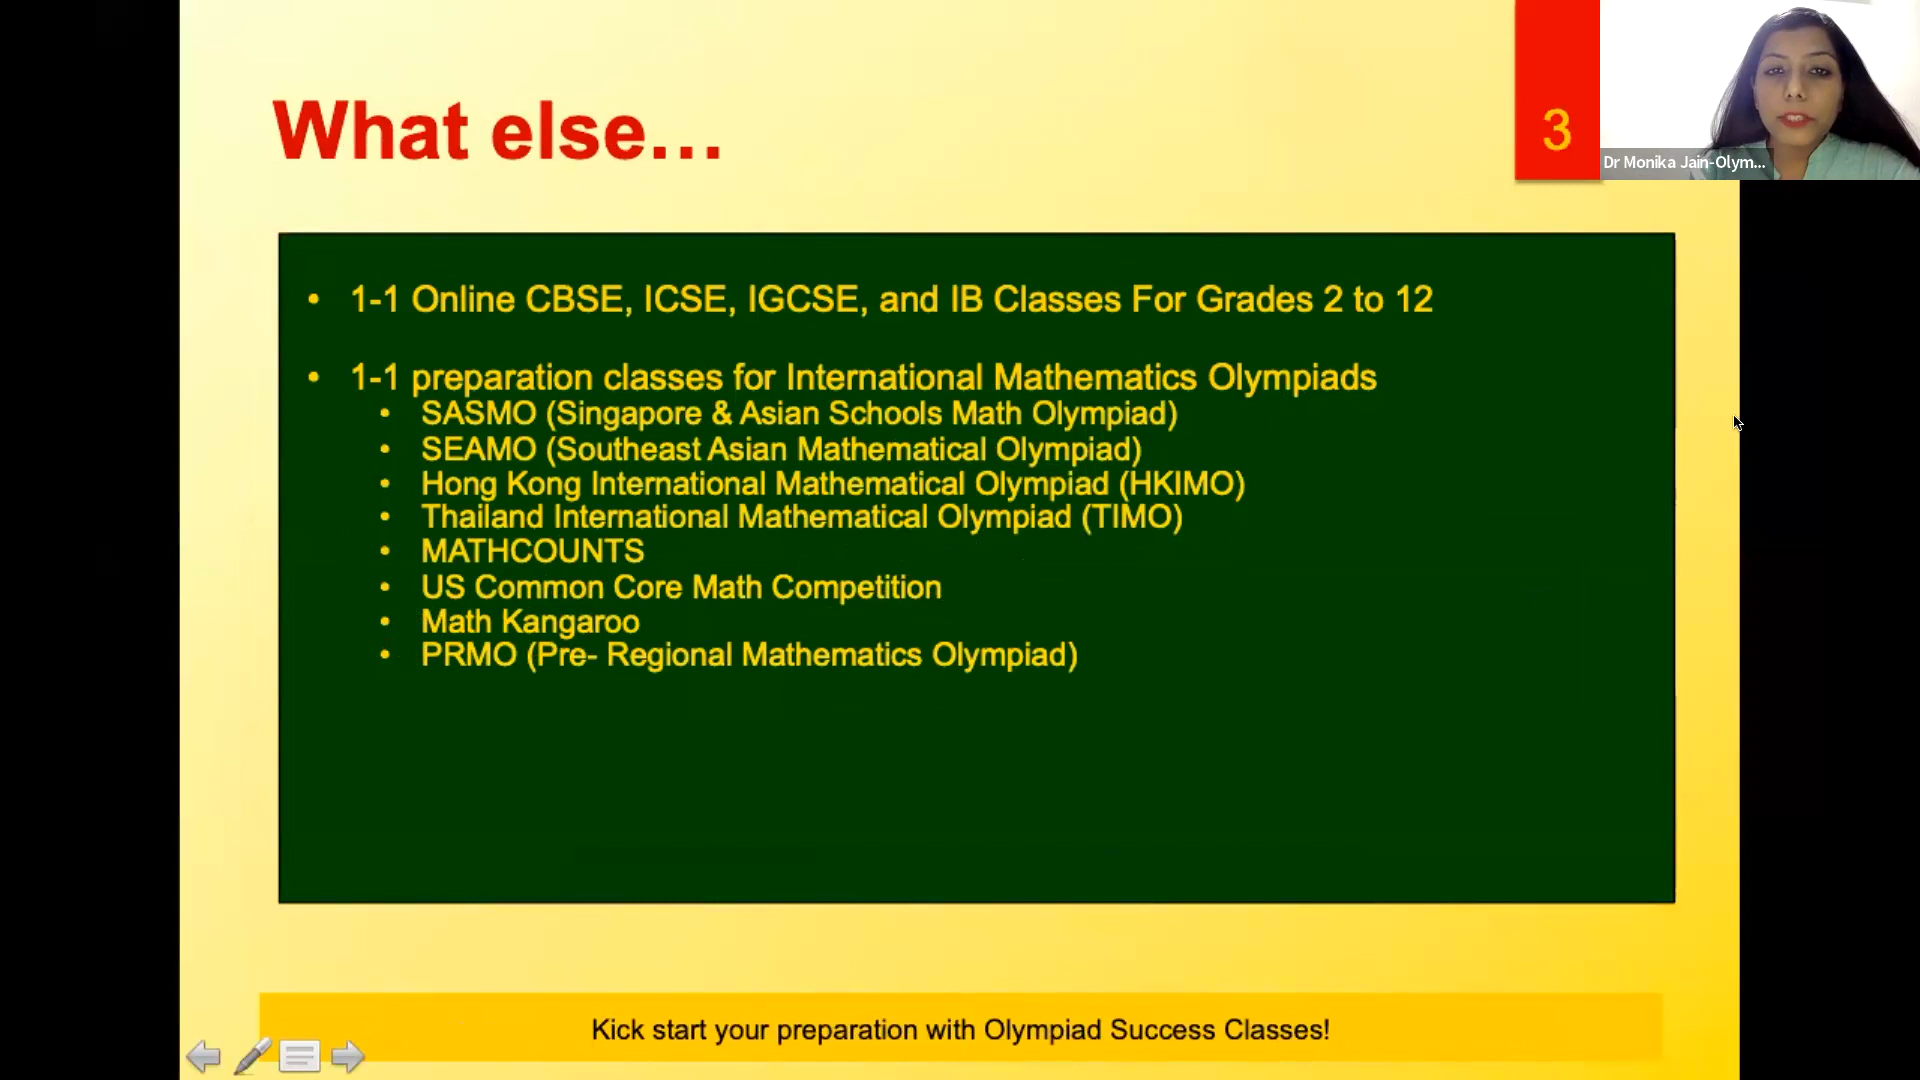 What else...
3
Dr Monika Jain-Olym...
• 1-1 Online CBSE, ICSE, IGCSE, and IB Classes For Grades 2 to 12
• 1-1 preparation classes for International Mathematics Olympiads
• SASMO (Singapore & Asian Schools Math Olympiad)
• SEAMO (Southeast Asian Mathematical Olympiad)
• Hong Kong International Mathematical Olympiad (HKIMO)
• Thailand International Mathematical Olympiad (TIMO)
• MATHCOUNTS
• US Common Core Math Competition
• Math Kangaroo
• PRMO (Pre- Regional Mathematics Olympiad)
Kick start your preparation with Olympiad Success Classes!